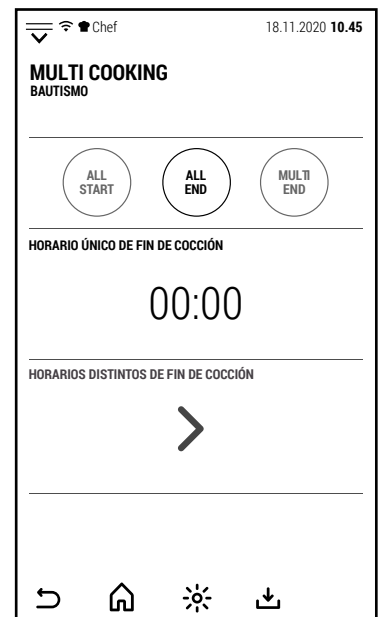 Chef 18.11.2020 10.45
MULTI COOKING
BAUTISMO
ALL START
ALL END
MULTI END
HORARIO ÚNICO DE FIN DE COCCIÓN
00:00
HORARIOS DISTINTOS DE FIN DE COCCIÓN